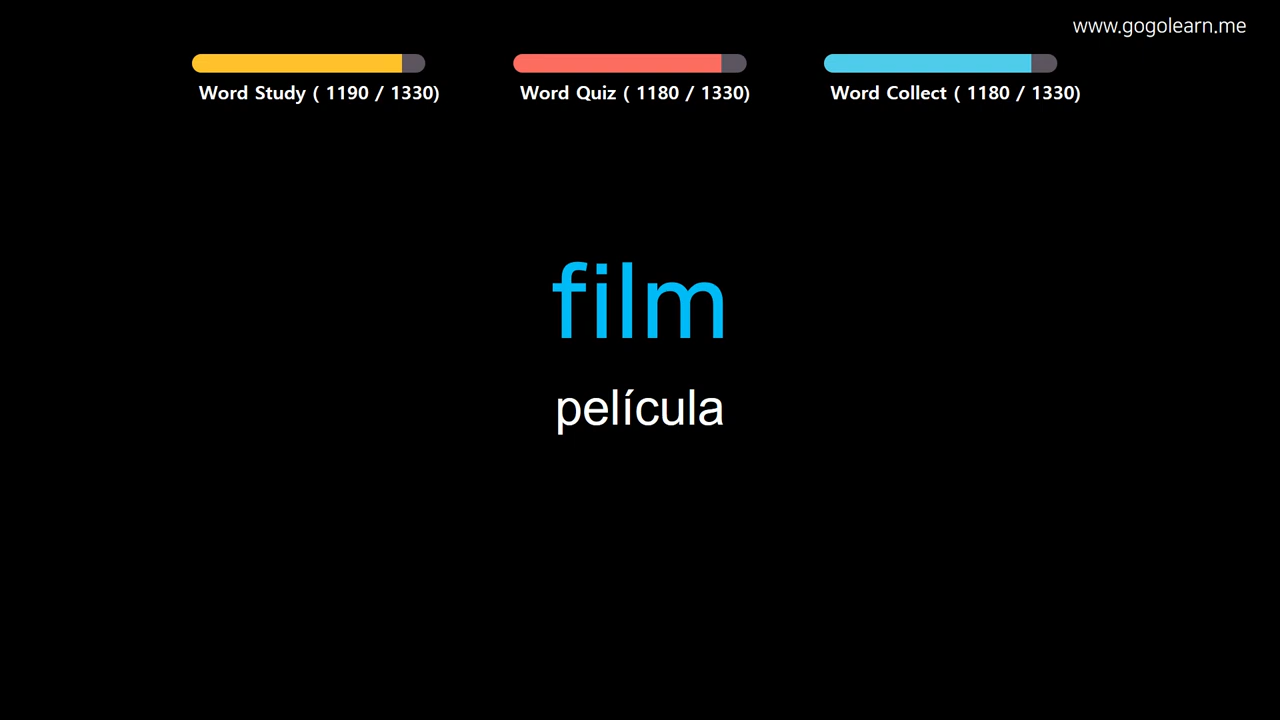 www.gogolearn.me
Word Study ( 1190 / 1330)
Word Quiz ( 1180 / 1330)
Word Collect ( 1180 / 1330)
film
película